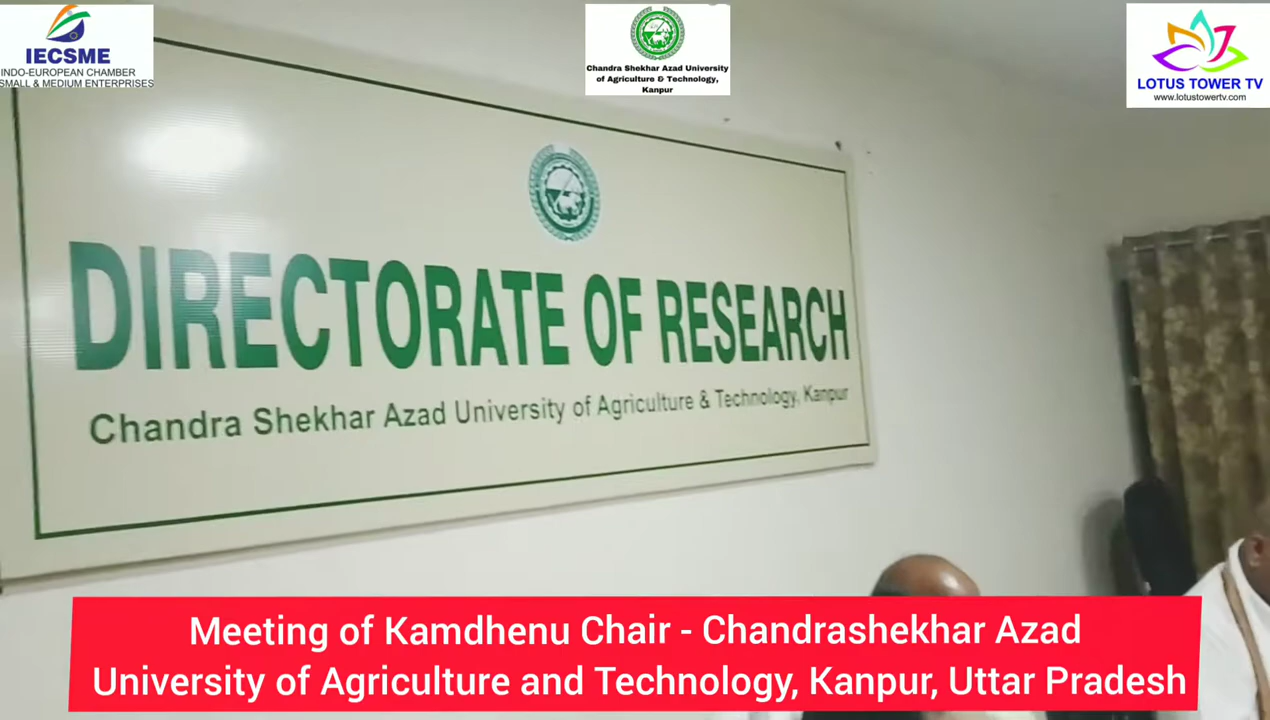 IECSME
INDO-EUROPEAN CHAMBER
SMALL & MEDIUM ENTERPRISES
Chandra Shekhar Azad University
of Agriculture & Technology,
Kanpur
LOTUS TOWER TV
www.lotustowertv.com
DIRECTORATE OF RESEARCH
Chandra Shekhar Azad University of Agriculture & Technology, Kanpur
Meeting of Kamdhenu Chair - Chandrashekhar Azad
University of Agriculture and Technology, Kanpur, Uttar Pradesh